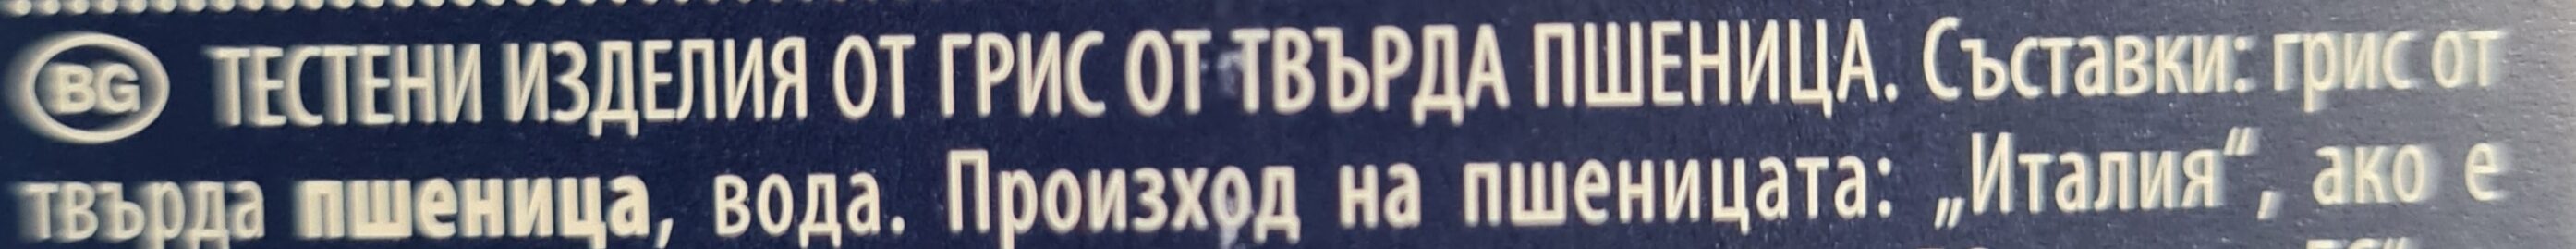 BG ТЕСТЕНИ ИЗДЕЛИЯ ОТ ГРИС ОТ ТВЪРДА ПШЕНИЦА. Съставки: грис от
твърда пшеница, вода. Произход на пшеницата: „Италия“, ако е